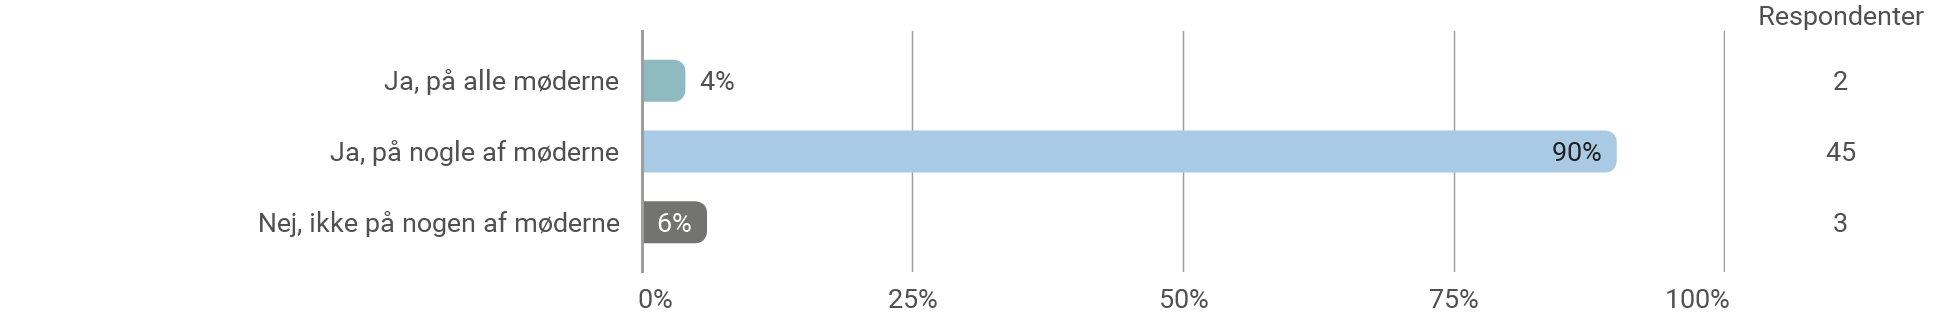 Respondenter
Ja, på alle møderne 4% 2
Ja, på nogle af møderne 90% 45
Nej, ikke på nogen af møderne 6% 3
0% 25% 50% 75% 100%